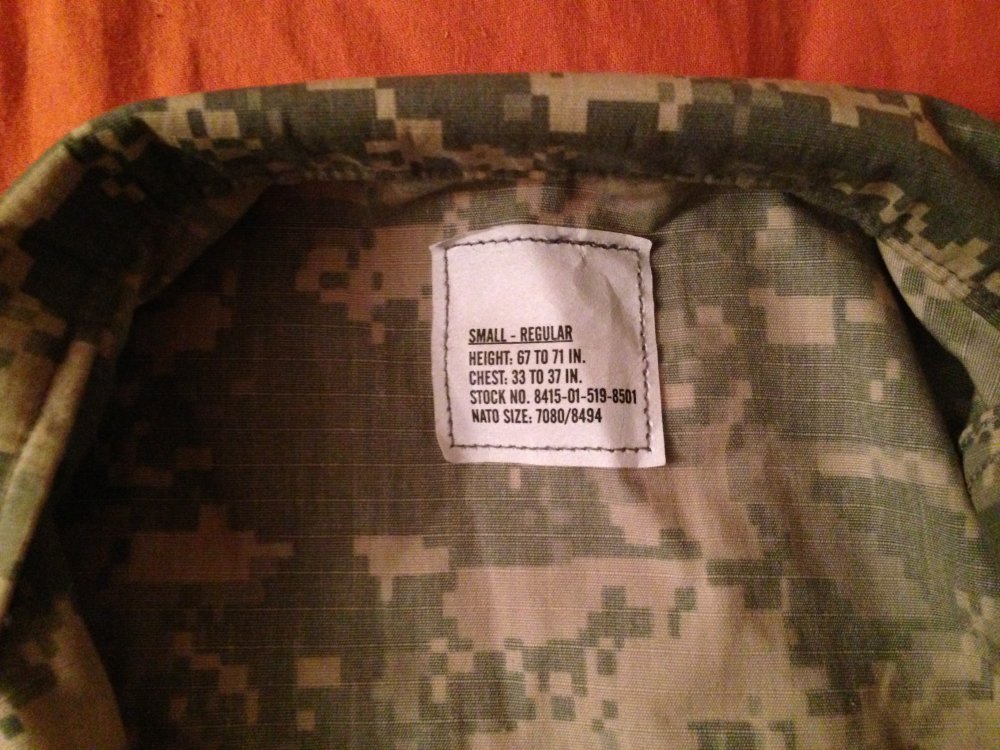 SMALL - REGULAR
HEIGHT: 67 TO 71 IN.
CHEST: 33 TO 37 IN.
STOCK NO. 8415-01-519-8501
NATO SIZE: 7080/8494